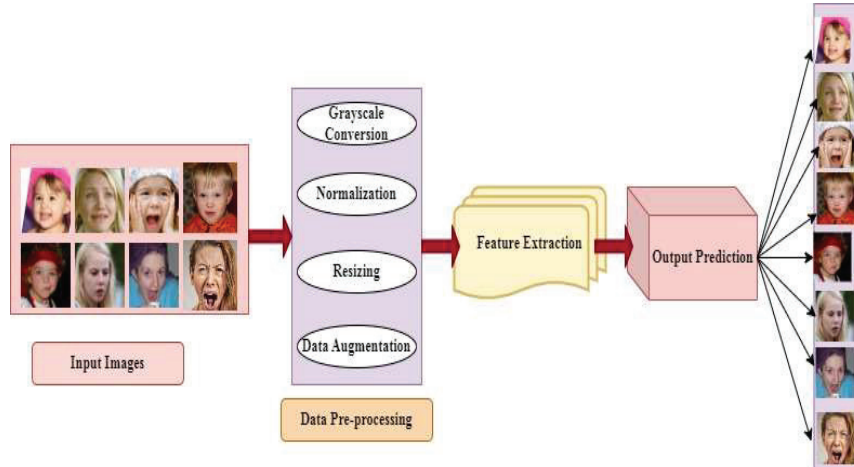 Grayscale
Conversion
Normalization
Resizing
Data Augmentation
Feature Extraction
Output Prediction
Input Images
Data Pre-processing